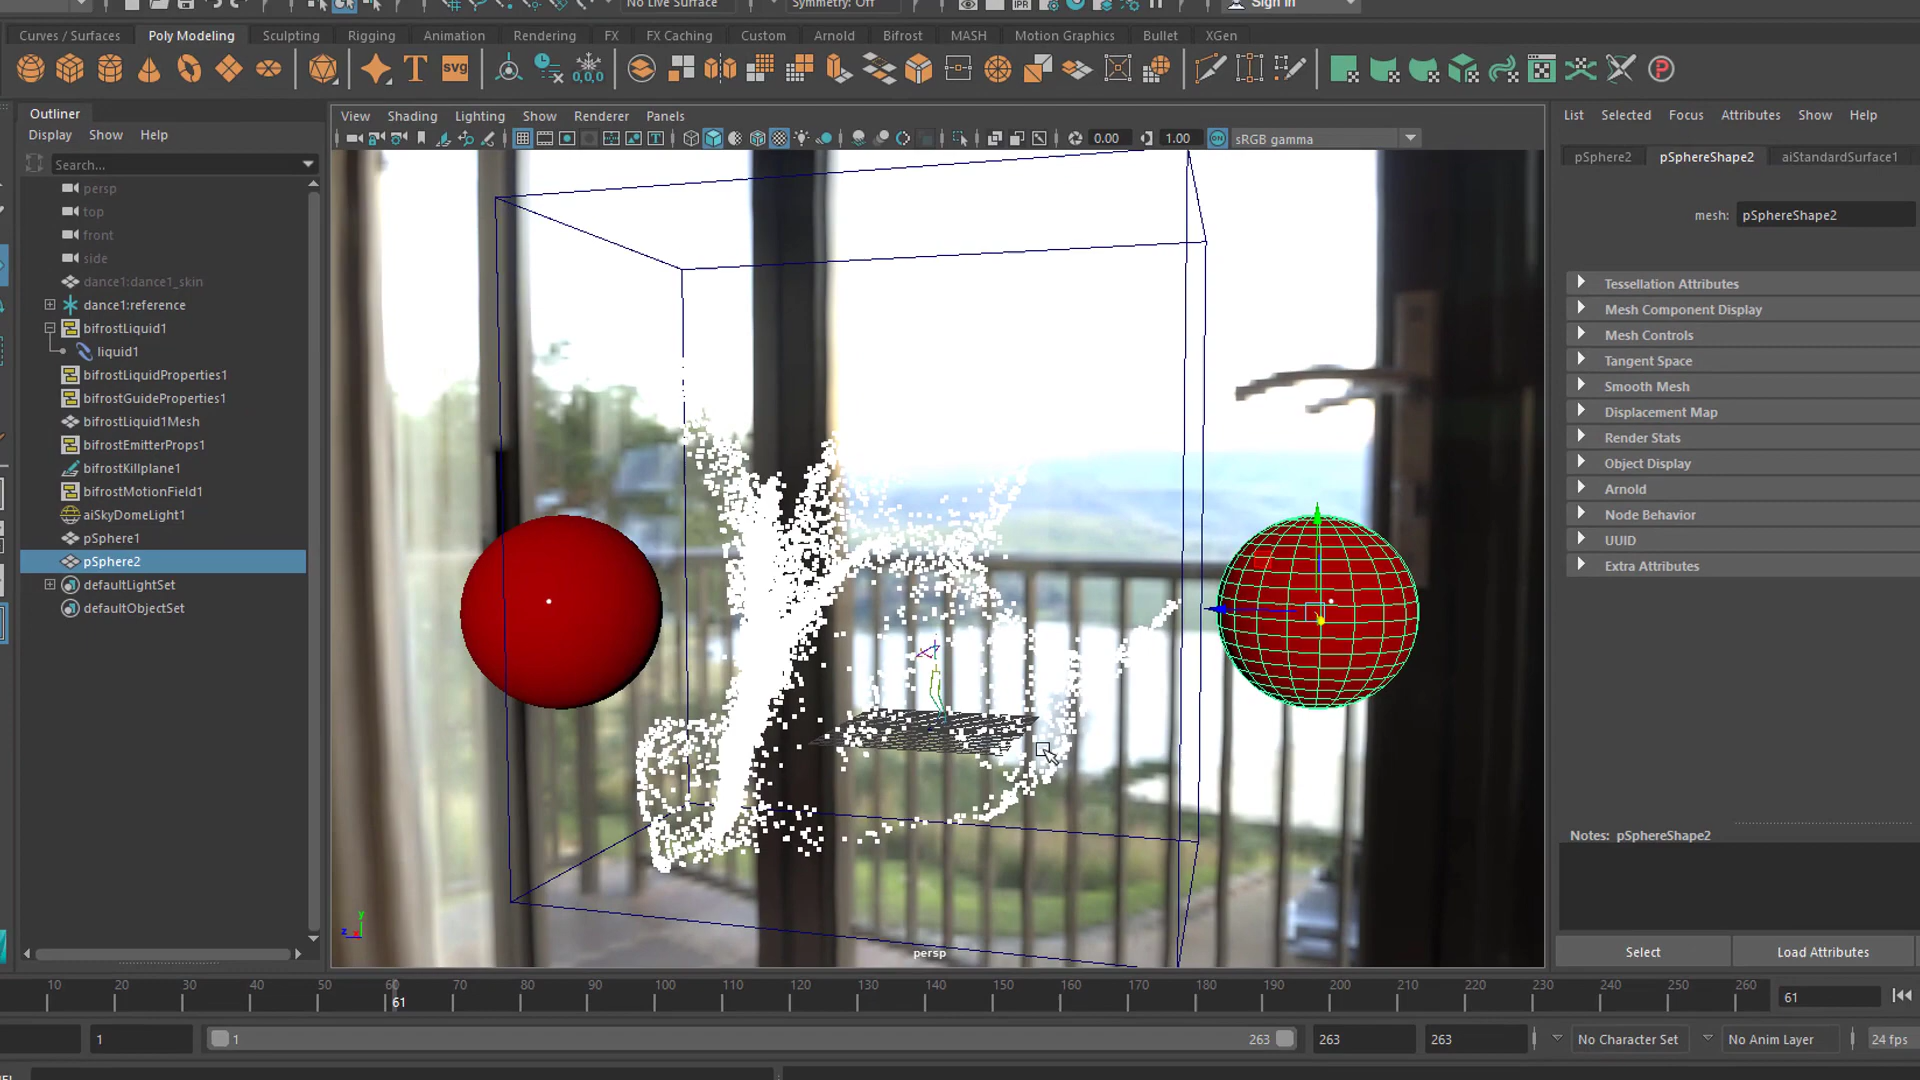 No Live Surface Symmetry: Off IPR Sign In
Curves / Surfaces Poly Modeling Sculpting Rigging Animation Rendering FX FX Caching Custom Arnold Bifrost MASH Motion Graphics Bullet XGen
T SVG 0,0,0 P
Outliner
Display Show Help
Search...
persp
top
front
side
dance1:dance1_skin
dance1:reference
bifrostLiquid1
liquid1
bifrostLiquidProperties1
bifrostGuideProperties1
bifrostLiquid1Mesh
bifrostEmitterProps1
bifrostKillplane1
bifrostMotionField1
aiSkyDomeLight1
pSphere1
pSphere2
defaultLightSet
defaultObjectSet
View Shading Lighting Show Renderer Panels
0.00 1.00 ON sRGB gamma
y
z x
persp
List Selected Focus Attributes Show Help
pSphere2 pSphereShape2 aiStandardSurface1
mesh: pSphereShape2
Tessellation Attributes
Mesh Component Display
Mesh Controls
Tangent Space
Smooth Mesh
Displacement Map
Render Stats
Object Display
Arnold
Node Behavior
UUID
Extra Attributes
Notes: pSphereShape2
Select Load Attributes
10 20 30 40 50 60 70 80 90 100 110 120 130 140 150 160 170 180 190 200 210 220 230 240 250 260
61 61
1 1 263 263 263 No Character Set No Anim Layer 24 fps